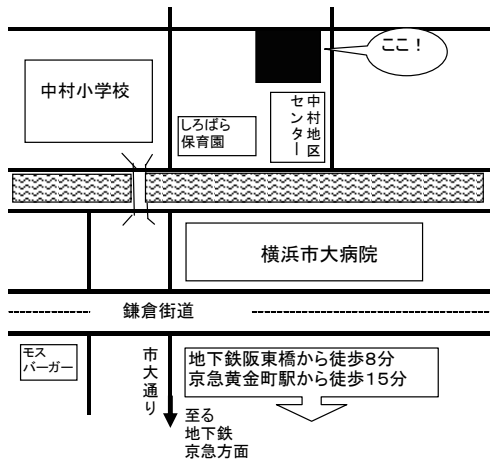 ここ！
中村小学校
しろばら
保育園
中村地区
センター
横浜市大病院
鎌倉街道
モス
バーガー
市大通り
地下鉄阪東橋から徒歩8分
京急黄金町駅から徒歩15分
至る
地下鉄
京急方面